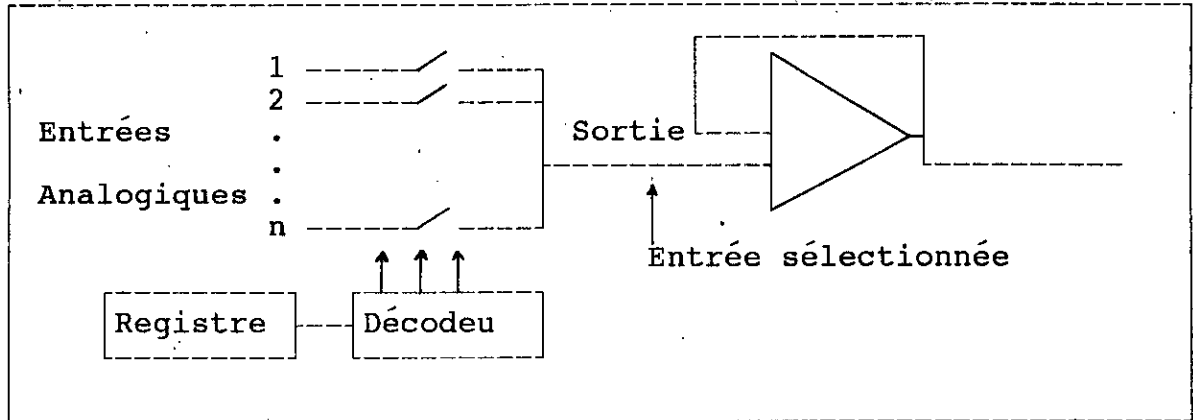 1
2
Entrées .
Sortie
.
Analogiques .
n
Entrée sélectionnée
Registre
Décodeu